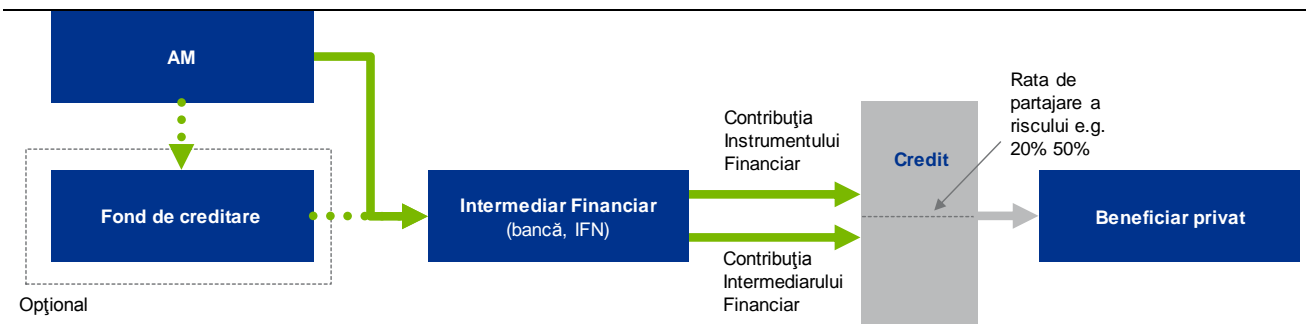 AM
Fond de creditare
Opţional
Intermediar Financiar
(bancă, IFN)
Contribuţia
Instrumentului
Financiar
Contribuţia
Intermediarului
Financiar
Credit
Rata de
partajare a
riscului e.g.
20% 50%
Beneficiar privat